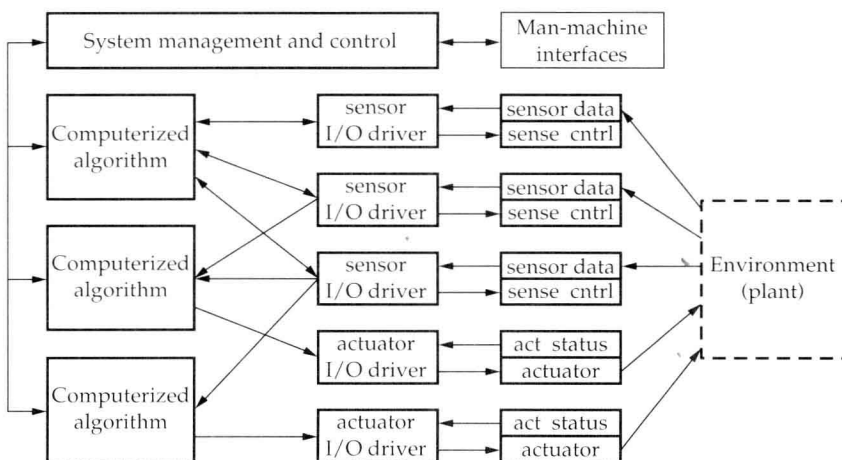 System management and control
Man-machine
interfaces
Computerized
algorithm
sensor
I/O driver
sensor data
sense cntrl
sensor
I/O driver
sensor data
sense cntrl
Computerized
algorithm
sensor
I/O driver
sensor data
sense cntrl
Environment
(plant)
actuator
I/O driver
act status
actuator
Computerized
algorithm
actuator
I/O driver
act status
actuator